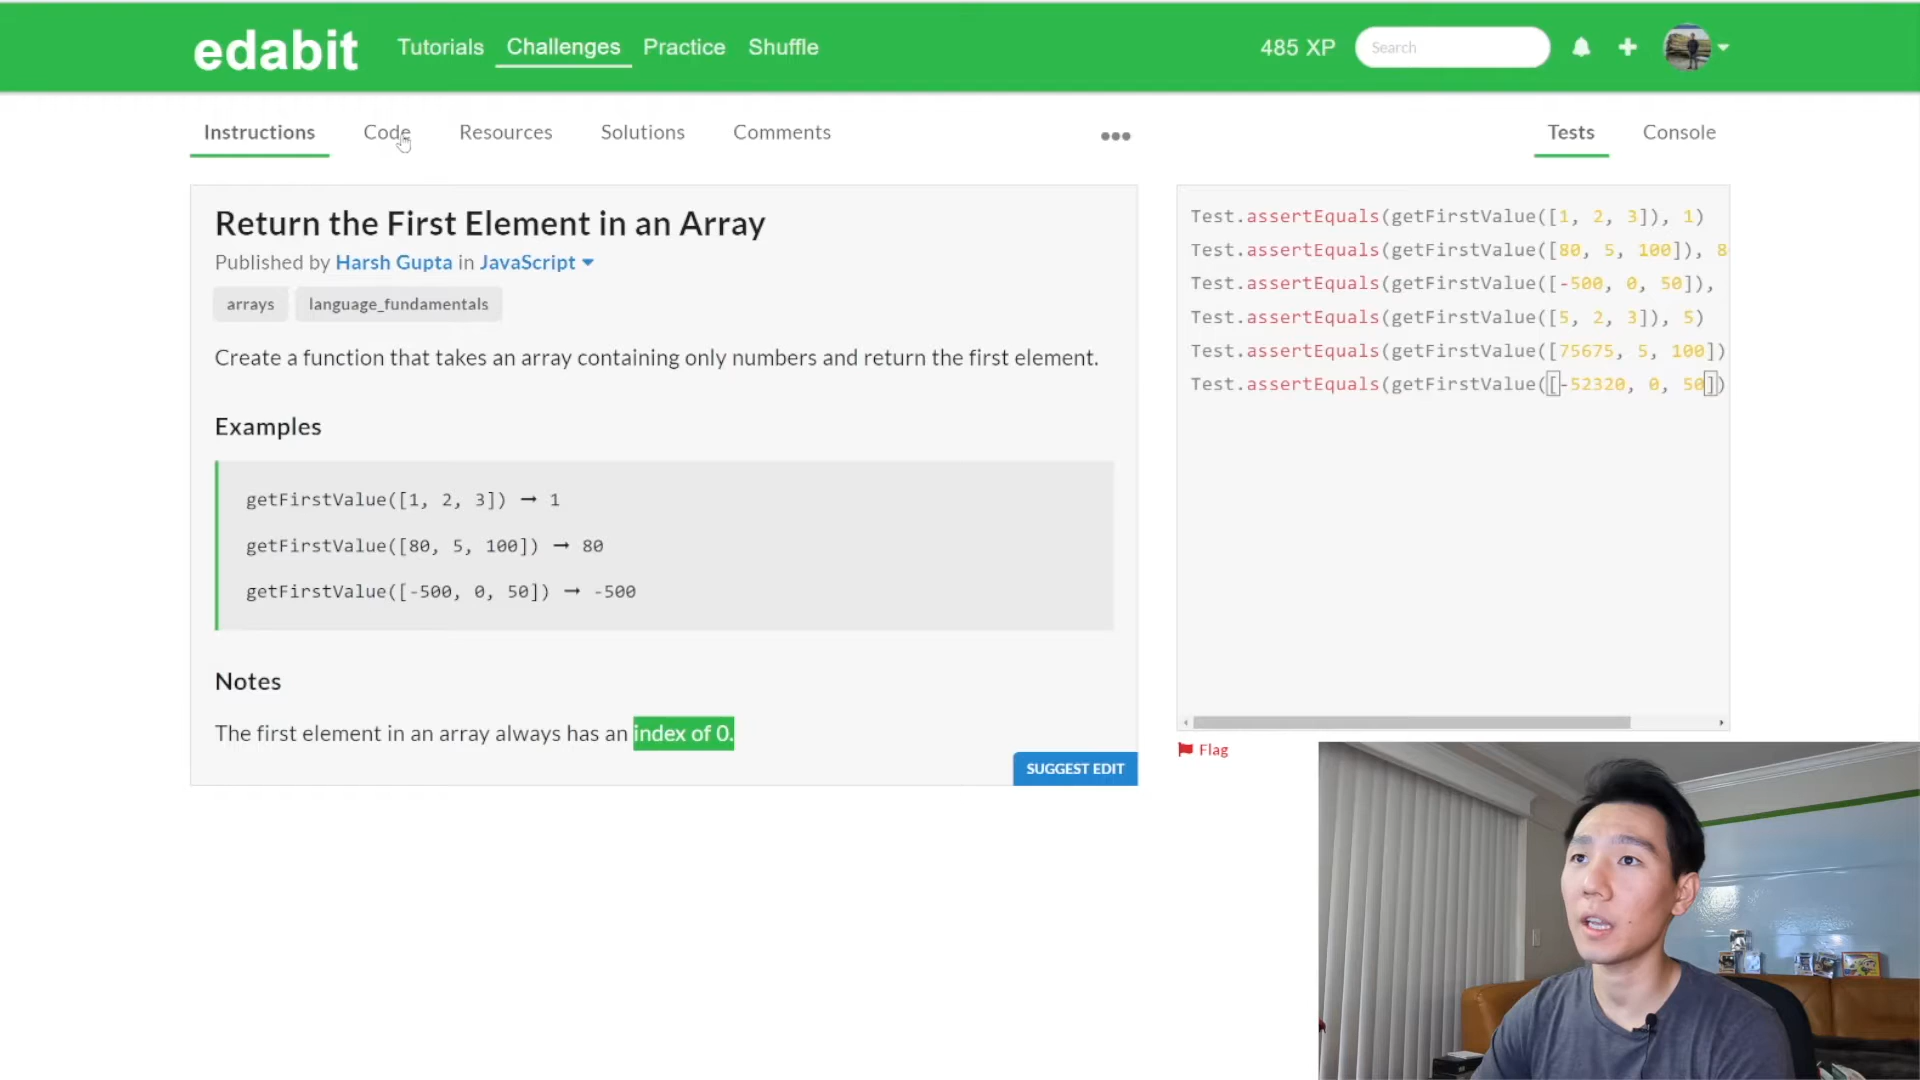 edabit Tutorials Challenges Practice Shuffle 485 XP Search
Instructions Code Resources Solutions Comments
Tests Console
Return the First Element in an Array
Published by Harsh Gupta in JavaScript
arrays language_fundamentals
Create a function that takes an array containing only numbers and return the first element.
Examples
getFirstValue([1, 2, 3]) ➞ 1
getFirstValue([80, 5, 100]) ➞ 80
getFirstValue([-500, 0, 50]) ➞ -500
Notes
The first element in an array always has an index of 0.
SUGGEST EDIT
Test.assertEquals(getFirstValue([1, 2, 3]), 1)
Test.assertEquals(getFirstValue([80, 5, 100]), 8
Test.assertEquals(getFirstValue([-500, 0, 50]),
Test.assertEquals(getFirstValue([5, 2, 3]), 5)
Test.assertEquals(getFirstValue([75675, 5, 100])
Test.assertEquals(getFirstValue([-52320, 0, 50])
Flag